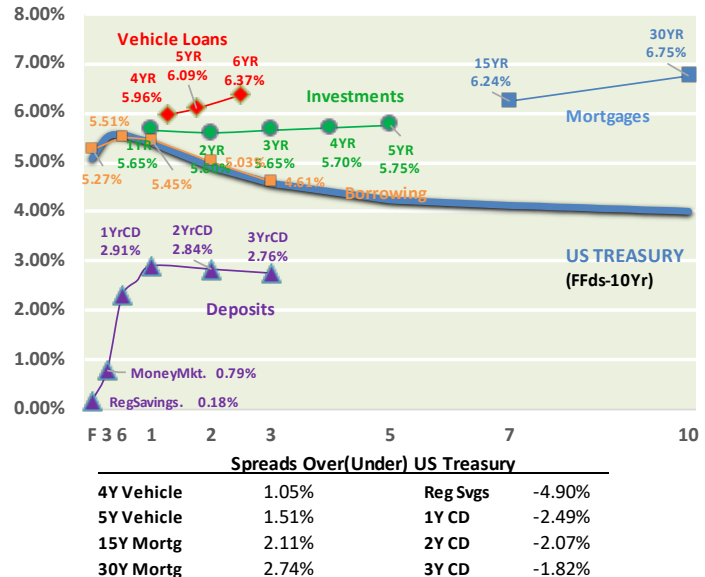 8.00%
7.00%
6.00%
5.00%
4.00%
3.00%
2.00%
1.00%
0.00%
Vehicle Loans
4YR
5.96%
5YR
6.09%
6YR
6.37%
15YR
6.24%
30YR
6.75%
Mortgages
Investments
1YR
5.65%
2YR
3YR
5.65%
4YR
5.70%
5YR
5.75%
5.51%
5.27%
5.45%
5.03%
4.61%
Borrowing
US TREASURY
(FFds-10Yr)
1YrCD
2.91%
2YrCD
2.84%
3YrCD
2.76%
Deposits
MoneyMkt. 0.79%
RegSavings. 0.18%
F 3 6 1 2 3 5 7 10
Spreads Over(Under) US Treasury
4Y Vehicle 1.05% Reg Svgs -4.90%
5Y Vehicle 1.51% 1Y CD -2.49%
15Y Mortg 2.11% 2Y CD -2.07%
30Y Mortg 2.74% 3Y CD -1.82%